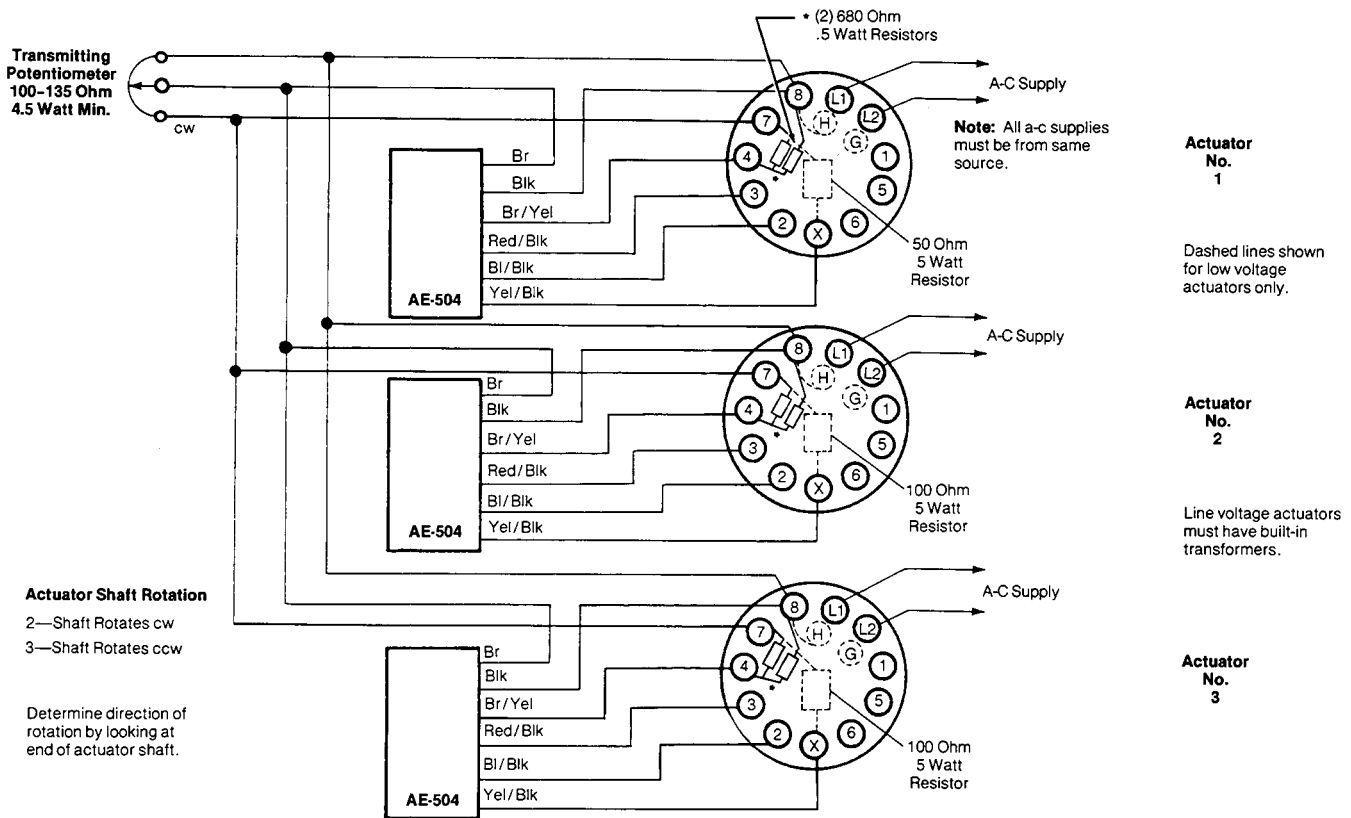 * (2) 680 Ohm
.5 Watt Resistors
Transmitting
Potentiometer
100–135 Ohm
4.5 Watt Min.
cw
8
L1
L2
A-C Supply
7
H
G
Note: All a-c supplies
must be from same
source.
4
*
1
3
5
2
X
6
Br
Blk
Br/Yel
Red/Blk
Bl/Blk
Yel/Blk
AE-504
50 Ohm
5 Watt
Resistor
Actuator
No.
1
Dashed lines shown
for low voltage
actuators only.
8
L1
L2
A-C Supply
7
H
G
4
*
1
3
5
2
X
6
Br
Blk
Br/Yel
Red/Blk
Bl/Blk
Yel/Blk
AE-504
100 Ohm
5 Watt
Resistor
Actuator
No.
2
Line voltage actuators
must have built-in
transformers.
Actuator Shaft Rotation
2—Shaft Rotates cw
3—Shaft Rotates ccw
Determine direction of
rotation by looking at
end of actuator shaft.
8
L1
L2
A-C Supply
7
H
G
4
*
1
3
5
2
X
6
Br
Blk
Br/Yel
Red/Blk
Bl/Blk
Yel/Blk
AE-504
100 Ohm
5 Watt
Resistor
Actuator
No.
3